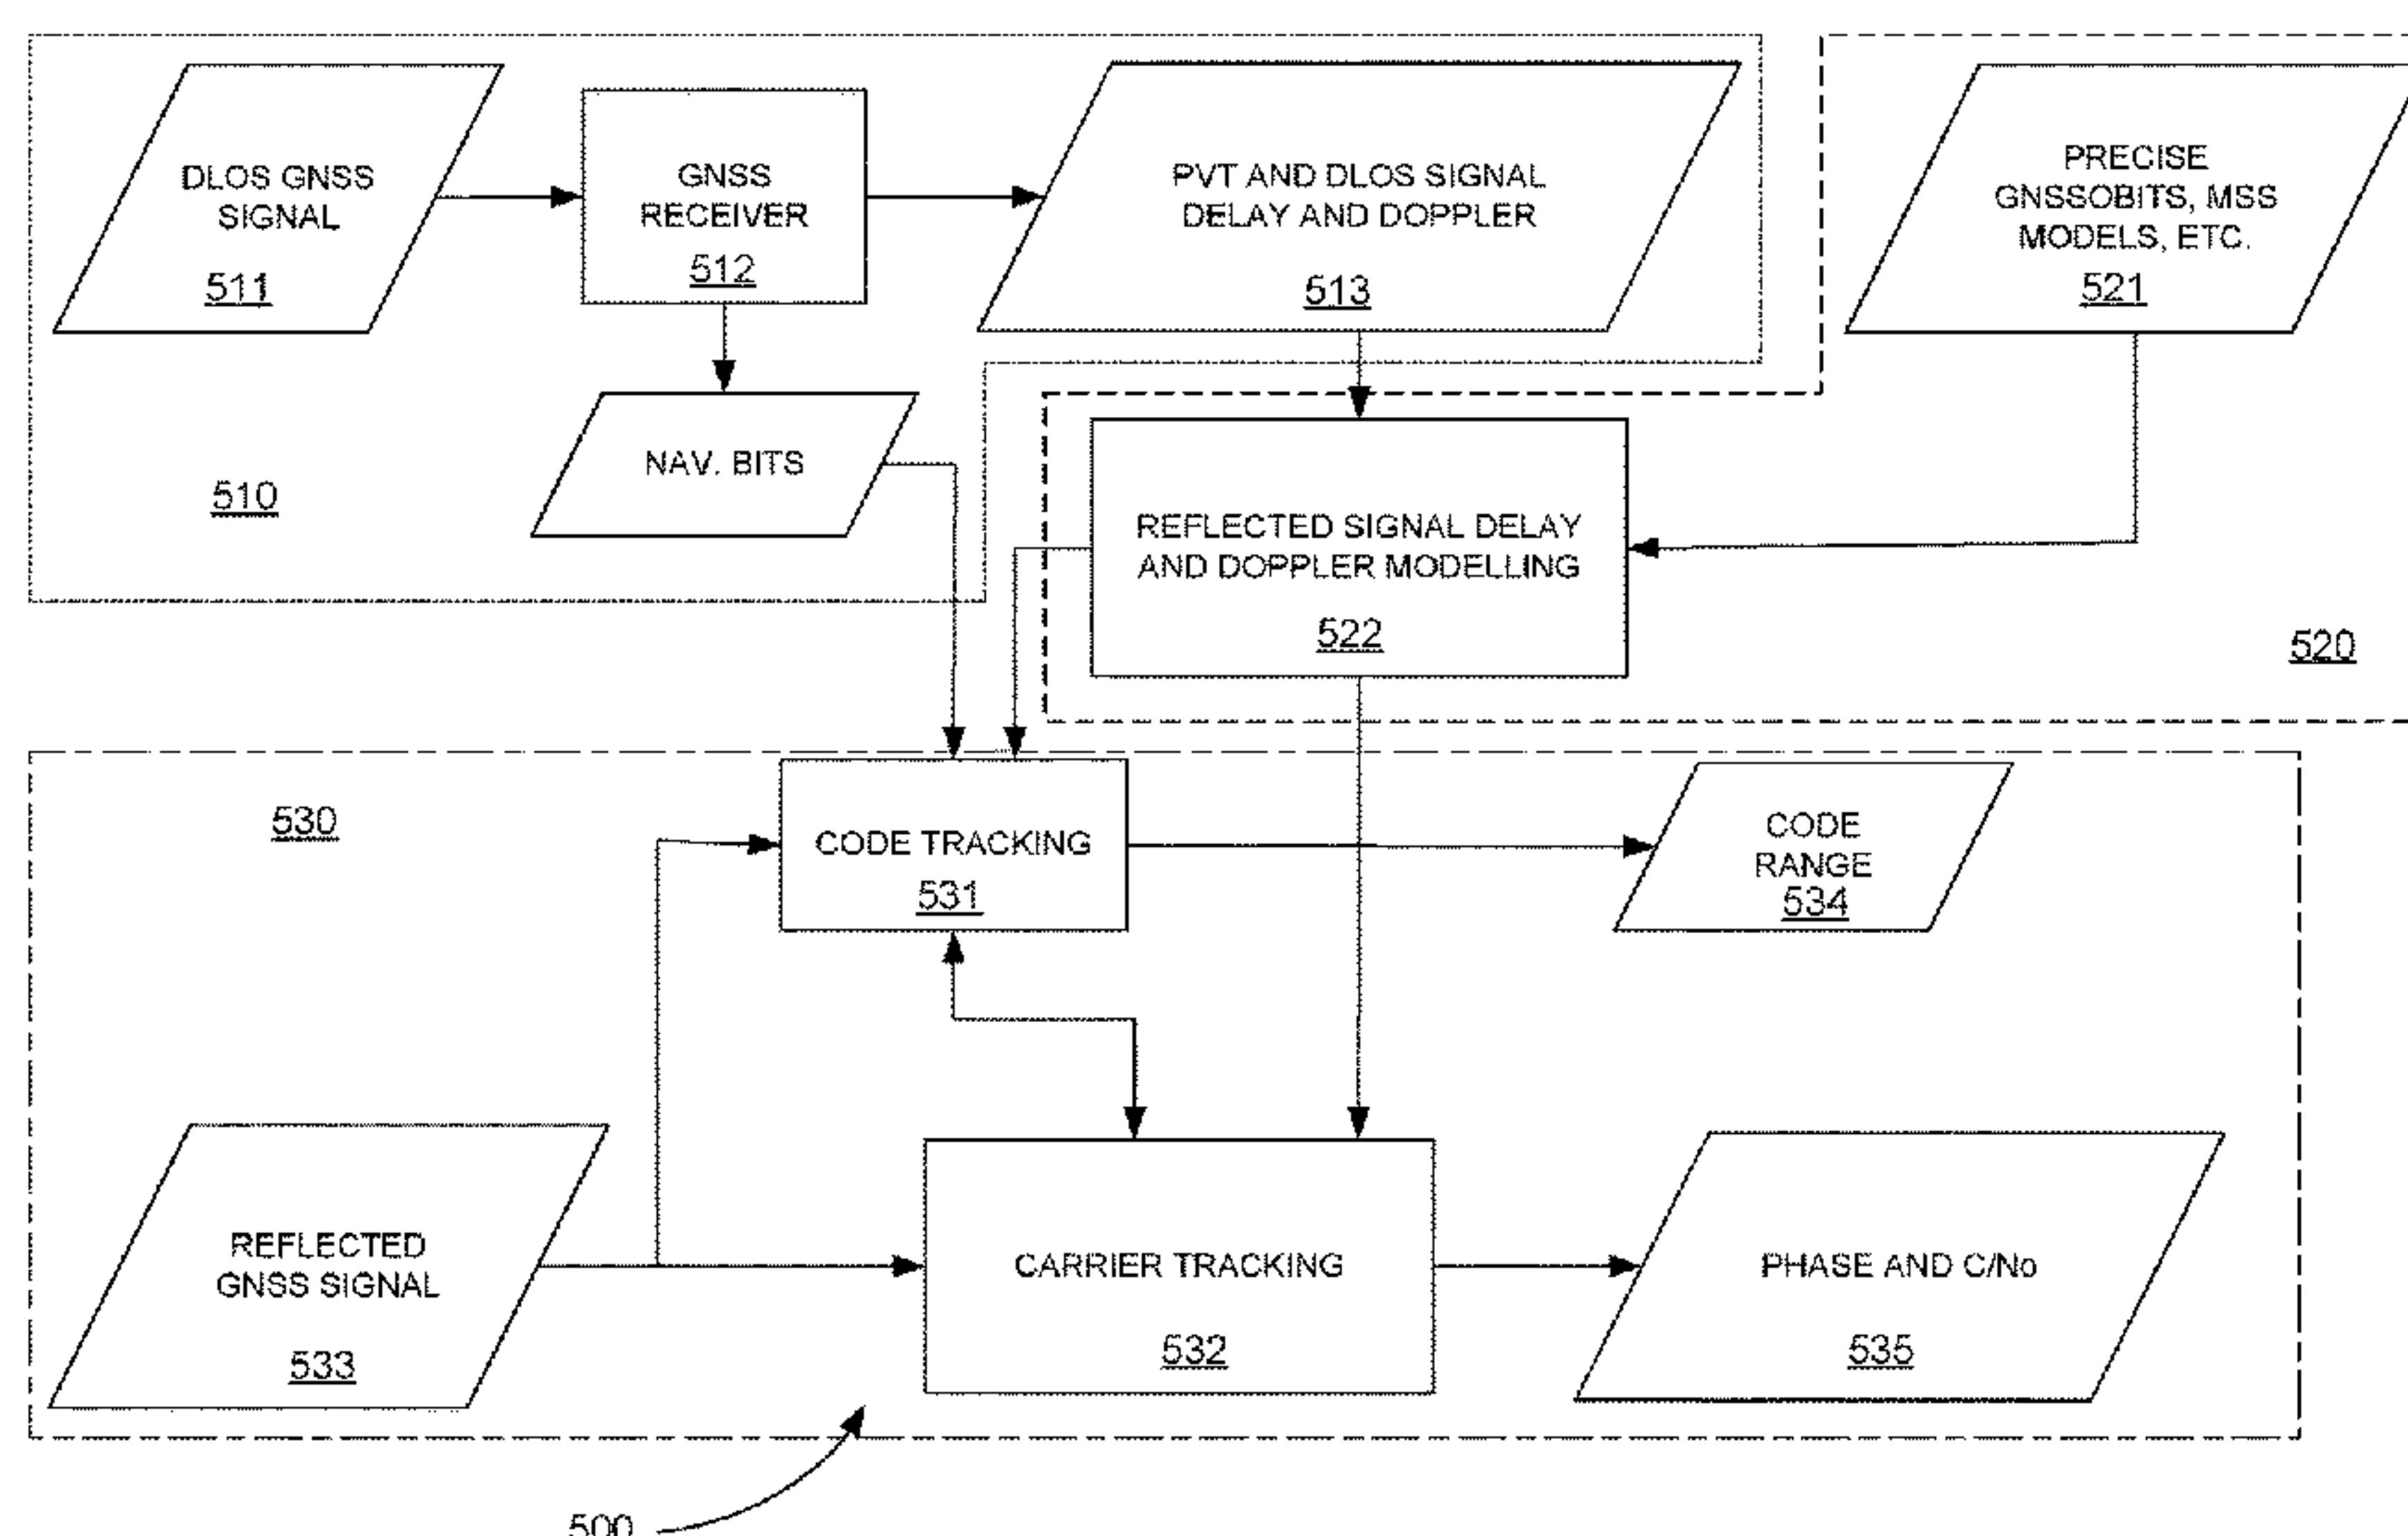 DLOS GNSS
SIGNAL
511
GNSS
RECEIVER
512
PVT AND DLOS SIGNAL
DELAY AND DOPPLER
513
PRECISE
GNSSOBITS, MSS
MODELS, ETC.
521
NAV. BITS
510
REFLECTED SIGNAL DELAY
AND DOPPLER MODELLING
522
520
530
CODE TRACKING
531
CODE
RANGE
534
REFLECTED
GNSS SIGNAL
533
CARRIER TRACKING
532
PHASE AND C/No
535
500